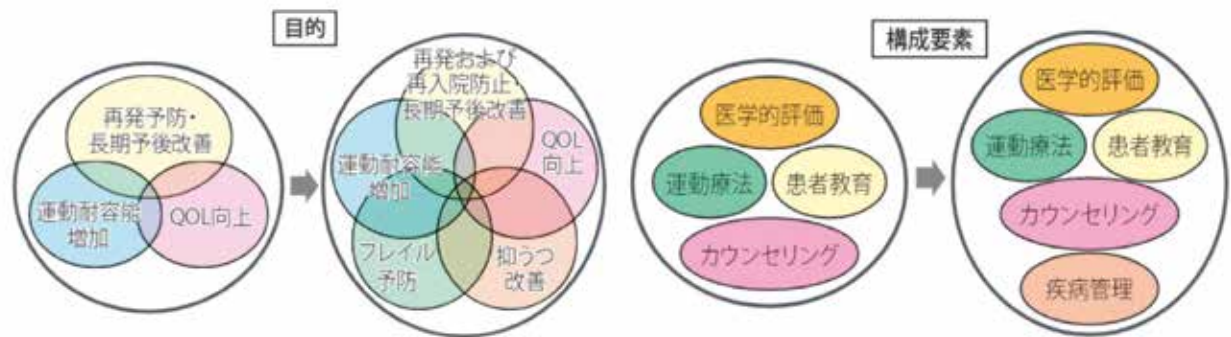 目的
再発予防・
長期予後改善
運動耐容能
増加
QOL向上
再発および
再入院防止・
長期予後改善
運動耐容能
増加
QOL
向上
フレイル
予防
抑うつ
改善
構成要素
医学的評価
運動療法
患者教育
カウンセリング
医学的評価
運動療法
患者教育
カウンセリング
疾病管理